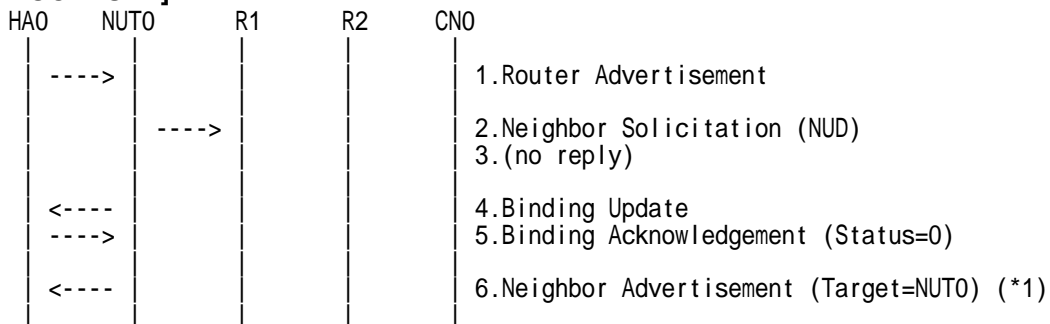 HA0 NUT0 R1 R2 CN0
----> 1.Router Advertisement
----> 2.Neighbor Solicitation (NUD)
3.(no reply)
<---- 4.Binding Update
----> 5.Binding Acknowledgement (Status=0)
<---- 6.Neighbor Advertisement (Target=NUT0) (*1)